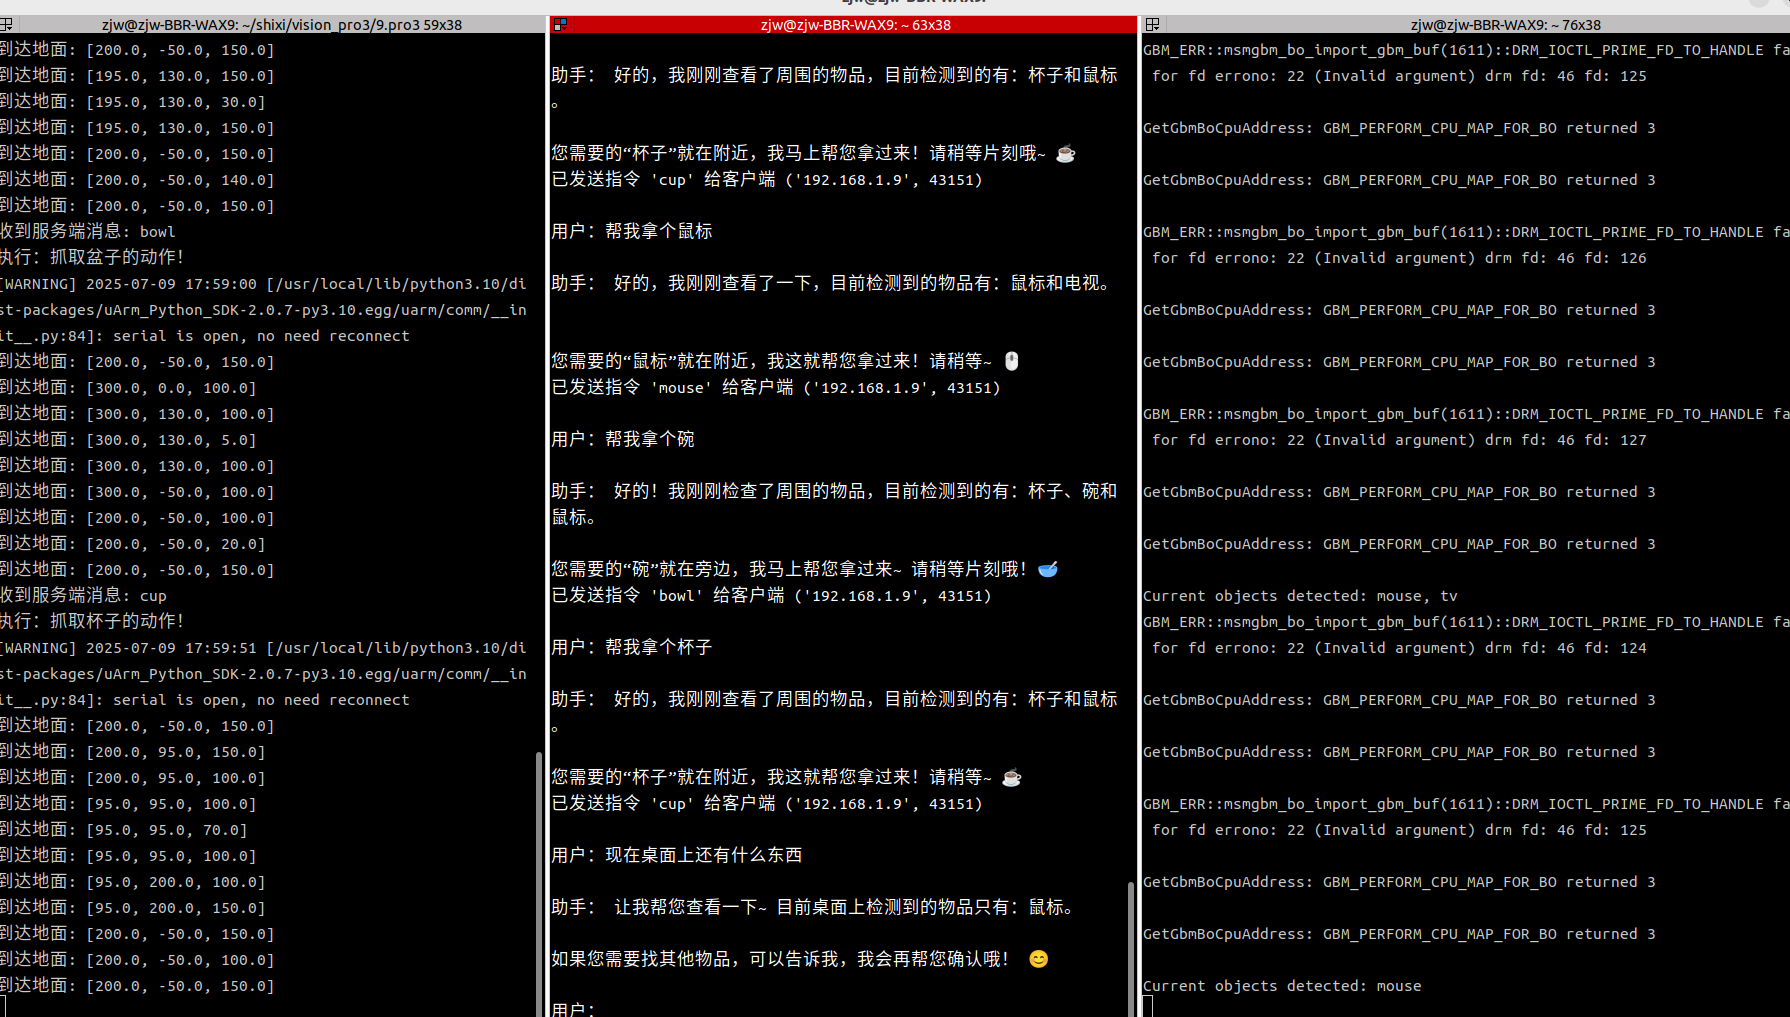 zjw@zjw-BBR-WAX9: ~/shixi/vision_pro3/9.pro3 59x38
到达地面: [200.0, -50.0, 150.0]
到达地面: [195.0, 130.0, 150.0]
到达地面: [195.0, 130.0, 30.0]
到达地面: [195.0, 130.0, 150.0]
到达地面: [200.0, -50.0, 150.0]
到达地面: [200.0, -50.0, 140.0]
到达地面: [200.0, -50.0, 150.0]
收到服务端消息: bowl
执行: 抓取盆子的动作!
[WARNING] 2025-07-09 17:59:00 [/usr/local/lib/python3.10/di
st-packages/uArm_Python_SDK-2.0.7-py3.10.egg/uarm/comm/__in
it__.py:84]: serial is open, no need reconnect
到达地面: [200.0, -50.0, 150.0]
到达地面: [300.0, 0.0, 100.0]
到达地面: [300.0, 130.0, 100.0]
到达地面: [300.0, 130.0, 5.0]
到达地面: [300.0, 130.0, 100.0]
到达地面: [300.0, -50.0, 100.0]
到达地面: [200.0, -50.0, 100.0]
到达地面: [200.0, -50.0, 20.0]
到达地面: [200.0, -50.0, 150.0]
收到服务端消息: cup
执行: 抓取杯子的动作!
[WARNING] 2025-07-09 17:59:51 [/usr/local/lib/python3.10/di
st-packages/uArm_Python_SDK-2.0.7-py3.10.egg/uarm/comm/__in
it__.py:84]: serial is open, no need reconnect
到达地面: [200.0, -50.0, 150.0]
到达地面: [200.0, 95.0, 150.0]
到达地面: [200.0, 95.0, 100.0]
到达地面: [95.0, 95.0, 100.0]
到达地面: [95.0, 95.0, 70.0]
到达地面: [95.0, 95.0, 100.0]
到达地面: [95.0, 200.0, 100.0]
到达地面: [95.0, 200.0, 150.0]
到达地面: [200.0, -50.0, 150.0]
到达地面: [200.0, -50.0, 100.0]
到达地面: [200.0, -50.0, 150.0]
zjw@zjw-BBR-WAX9: ~ 63x38
助手： 好的，我刚刚查看了周围的物品，目前检测到的有：杯子和鼠标
。
您需要的“杯子”就在附近，我马上帮您拿过来！请稍等片刻哦~ ☕
已发送指令 'cup' 给客户端 ('192.168.1.9', 43151)
用户：帮我拿个鼠标
助手： 好的，我刚刚查看了一下，目前检测到的物品有：鼠标和电视。
您需要的“鼠标”就在附近，我这就帮您拿过来！请稍等~ 🖱️
已发送指令 'mouse' 给客户端 ('192.168.1.9', 43151)
用户：帮我拿个碗
助手： 好的！我刚刚检查了周围的物品，目前检测到的有：杯子、碗和
鼠标。
您需要的“碗”就在旁边，我马上帮您拿过来~ 请稍等片刻哦！🥣
已发送指令 'bowl' 给客户端 ('192.168.1.9', 43151)
用户：帮我拿个杯子
助手： 好的，我刚刚查看了周围的物品，目前检测到的有：杯子和鼠标
。
您需要的“杯子”就在附近，我这就帮您拿过来！请稍等~ ☕
已发送指令 'cup' 给客户端 ('192.168.1.9', 43151)
用户：现在桌面上还有什么东西
助手： 让我帮您查看一下~ 目前桌面上检测到的物品只有：鼠标。
如果您需要找其他物品，可以告诉我，我会再帮您确认哦！ 😊
用户：
zjw@zjw-BBR-WAX9: ~ 76x38
GBM_ERR::msmgbm_bo_import_gbm_buf(1611)::DRM_IOCTL_PRIME_FD_TO_HANDLE fa
for fd errono: 22 (Invalid argument) drm fd: 46 fd: 125
GetGbmBoCpuAddress: GBM_PERFORM_CPU_MAP_FOR_BO returned 3
GetGbmBoCpuAddress: GBM_PERFORM_CPU_MAP_FOR_BO returned 3
GBM_ERR::msmgbm_bo_import_gbm_buf(1611)::DRM_IOCTL_PRIME_FD_TO_HANDLE fa
for fd errono: 22 (Invalid argument) drm fd: 46 fd: 126
GetGbmBoCpuAddress: GBM_PERFORM_CPU_MAP_FOR_BO returned 3
GetGbmBoCpuAddress: GBM_PERFORM_CPU_MAP_FOR_BO returned 3
GBM_ERR::msmgbm_bo_import_gbm_buf(1611)::DRM_IOCTL_PRIME_FD_TO_HANDLE fa
for fd errono: 22 (Invalid argument) drm fd: 46 fd: 127
GetGbmBoCpuAddress: GBM_PERFORM_CPU_MAP_FOR_BO returned 3
GetGbmBoCpuAddress: GBM_PERFORM_CPU_MAP_FOR_BO returned 3
Current objects detected: mouse, tv
GBM_ERR::msmgbm_bo_import_gbm_buf(1611)::DRM_IOCTL_PRIME_FD_TO_HANDLE fa
for fd errono: 22 (Invalid argument) drm fd: 46 fd: 124
GetGbmBoCpuAddress: GBM_PERFORM_CPU_MAP_FOR_BO returned 3
GetGbmBoCpuAddress: GBM_PERFORM_CPU_MAP_FOR_BO returned 3
GBM_ERR::msmgbm_bo_import_gbm_buf(1611)::DRM_IOCTL_PRIME_FD_TO_HANDLE fa
for fd errono: 22 (Invalid argument) drm fd: 46 fd: 125
GetGbmBoCpuAddress: GBM_PERFORM_CPU_MAP_FOR_BO returned 3
GetGbmBoCpuAddress: GBM_PERFORM_CPU_MAP_FOR_BO returned 3
Current objects detected: mouse